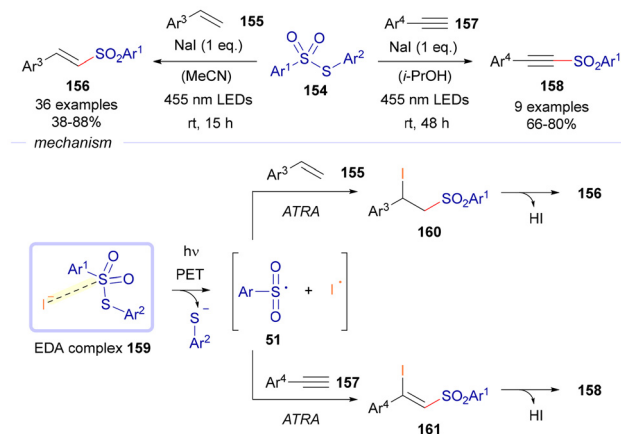 Ar3 155 Ar4 157
NaI (1 eq.) O O Ar2 NaI (1 eq.)
Ar3 SO2Ar1 (MeCN) Ar1 S S (i-PrOH) Ar4 SO2Ar1
156 455 nm LEDs 154 455 nm LEDs 158
36 examples rt, 15 h rt, 48 h 9 examples
38-88% 66-80%
mechanism
Ar3 155 I
ATRA Ar3 SO2Ar1 156
160 HI
Ar1 O hν O
I− S O PET Ar S• + I•
S Ar2 S− O
Ar2 51
EDA complex 159
Ar4 157 I
ATRA Ar4 SO2Ar1 158
161 HI